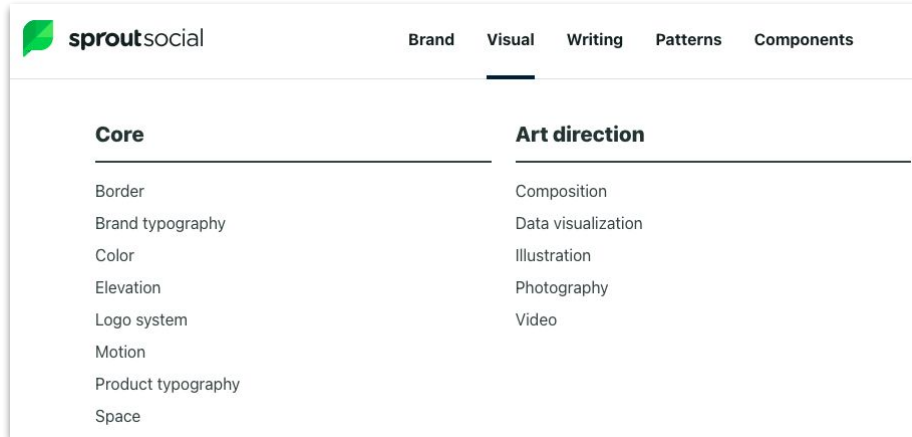 sproutsocial
Brand Visual Writing Patterns Components
Core
Border
Brand typography
Color
Elevation
Logo system
Motion
Product typography
Space
Art direction
Composition
Data visualization
Illustration
Photography
Video